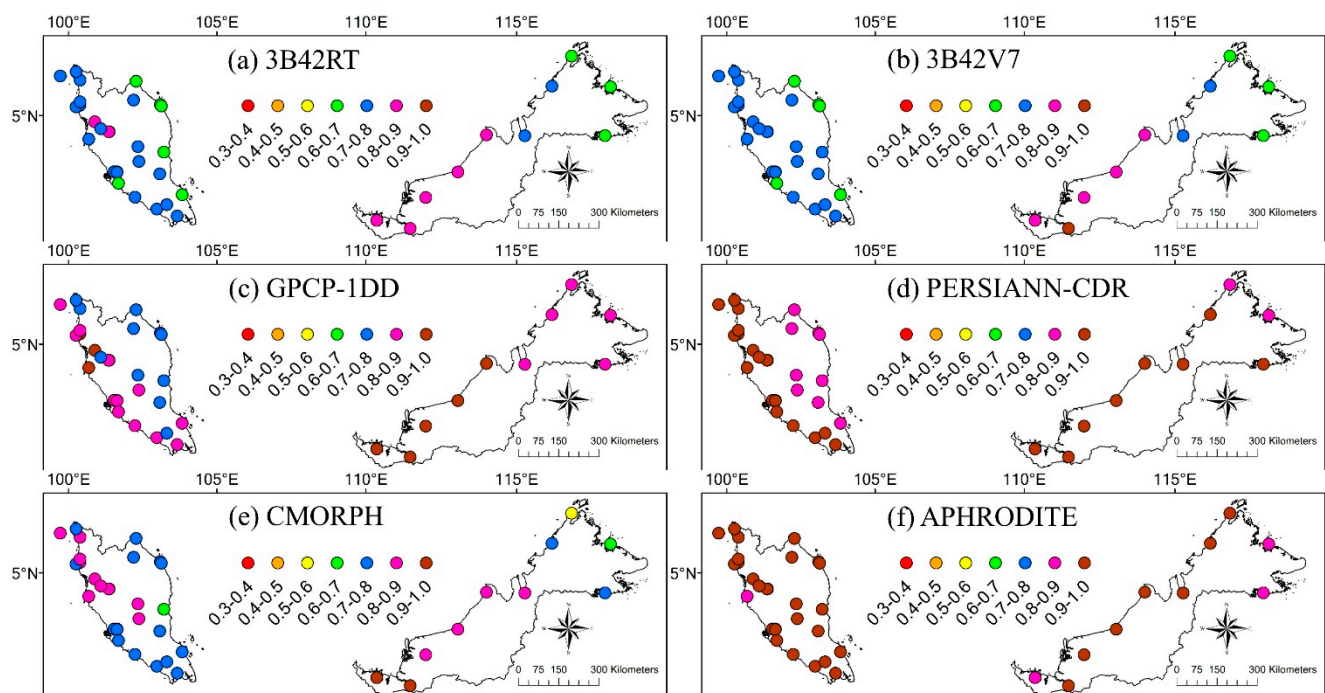 100°E 105°E 110°E 115°E 100°E 105°E 110°E 115°E
(a) 3B42RT (b) 3B42V7
5°N 5°N
0.3-0.4 0.4-0.5 0.5-0.6 0.6-0.7 0.7-0.8 0.8-0.9 0.9-1.0 0.3-0.4 0.4-0.5 0.5-0.6 0.6-0.7 0.7-0.8 0.8-0.9 0.9-1.0
0 75 150 300 Kilometers 0 75 150 300 Kilometers
100°E 105°E 110°E 115°E 100°E 105°E 110°E 115°E
(c) GPCP-1DD (d) PERSIANN-CDR
5°N 5°N
0.3-0.4 0.4-0.5 0.5-0.6 0.6-0.7 0.7-0.8 0.8-0.9 0.9-1.0 0.3-0.4 0.4-0.5 0.5-0.6 0.6-0.7 0.7-0.8 0.8-0.9 0.9-1.0
0 75 150 300 Kilometers 0 75 150 300 Kilometers
100°E 105°E 110°E 115°E 100°E 105°E 110°E 115°E
(e) CMORPH (f) APHRODITE
5°N 5°N
0.3-0.4 0.4-0.5 0.5-0.6 0.6-0.7 0.7-0.8 0.8-0.9 0.9-1.0 0.3-0.4 0.4-0.5 0.5-0.6 0.6-0.7 0.7-0.8 0.8-0.9 0.9-1.0
0 75 150 300 Kilometers 0 75 150 300 Kilometers